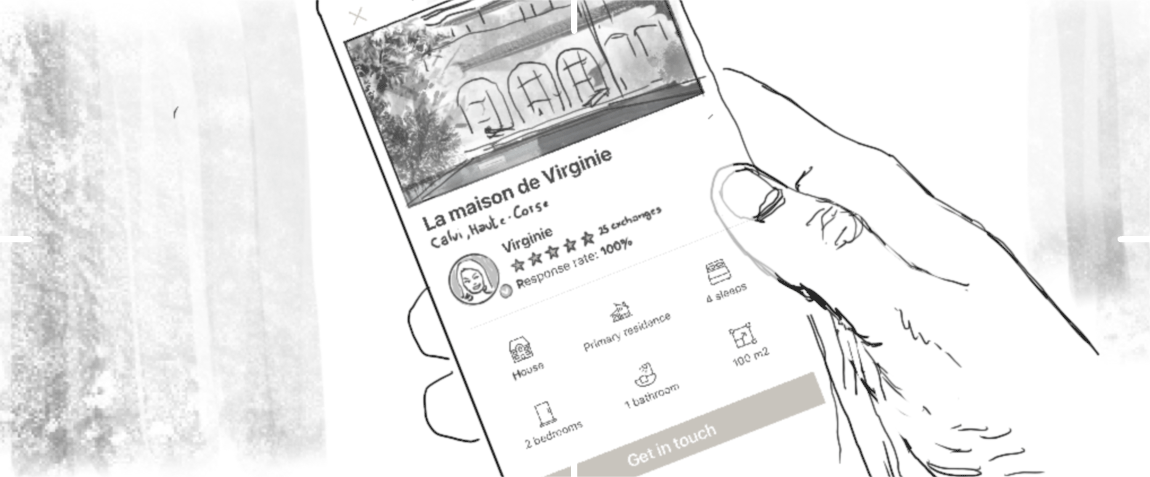 La maison de Virginie
Calvi, Haute-Corse
Virginie
25 exchanges
Response rate: 100%
House
Primary residence
4 sleeps
2 bedrooms
1 bathroom
100 m2
Get in touch